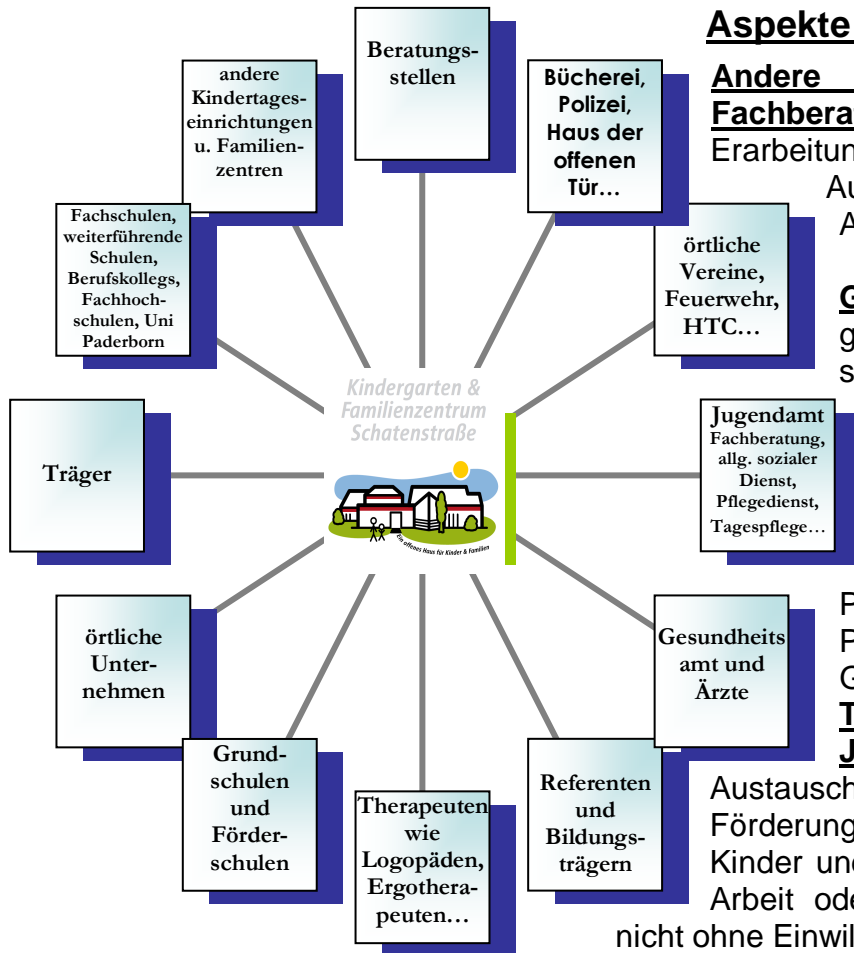 Beratungs-
stellen
Bücherei,
Polizei,
Haus der
offenen
Tür…
örtliche
Vereine,
Feuerwehr,
HTC…
Jugendamt
Fachberatung,
allg. sozialer
Dienst,
Pflegedienst,
Tagespflege…
Gesundheits
amt und
Ärzte
Referenten
und
Bildungs-
trägern
Therapeuten
wie
Logopäden,
Ergothera-
peuten…
Grund-
schulen
und
Förder-
schulen
örtliche
Unter-
nehmen
Träger
Fachschulen,
weiterführende
Schulen,
Berufskollegs,
Fachhoch-
schulen, Uni
Paderborn
andere
Kindertages-
einrichtungen
u. Familien-
zentren
Kindergarten &
Familienzentrum
Schatenstraße
Ein offenes Haus für Kinder & Familien
Aspekte
Andere
Fachbera
Erarbeitun
Au
A
G
g
s
P
P
G
T
J
Austausch
Förderung
Kinder und
Arbeit ode
nicht ohne Einwil